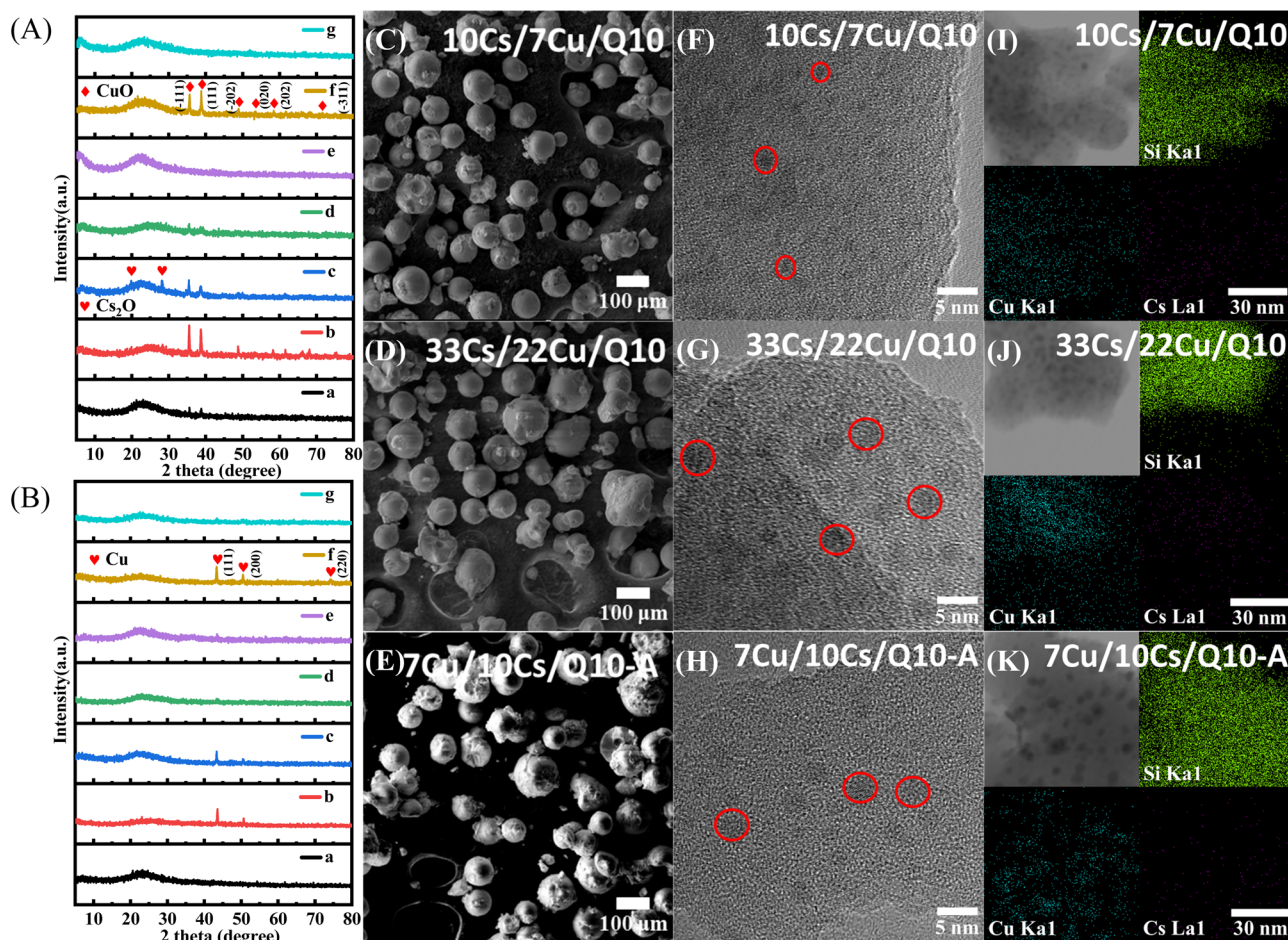 (A)
g
CuO
(-111)
(111)
(-202)
(020)
(202)
f
(-311)
e
d
c
Cs₂O
b
a
Intensity(a.u.)
10 20 30 40 50 60 70 80
2 theta (degree)
(B)
g
Cu
(111)
(200)
f
(220)
e
d
c
b
a
Intensity(a.u.)
10 20 30 40 50 60 70 80
2 theta (degree)
(C) 10Cs/7Cu/Q10
100 μm
(D) 33Cs/22Cu/Q10
100 μm
(E) 7Cu/10Cs/Q10-A
100 μm
(F) 10Cs/7Cu/Q10
5 nm
(G) 33Cs/22Cu/Q10
5 nm
(H) 7Cu/10Cs/Q10-A
5 nm
(I) 10Cs/7Cu/Q10
Si Ka1
Cu Ka1
Cs La1
30 nm
(J) 33Cs/22Cu/Q10
Si Ka1
Cu Ka1
Cs La1
30 nm
(K) 7Cu/10Cs/Q10-A
Si Ka1
Cu Ka1
Cs La1
30 nm